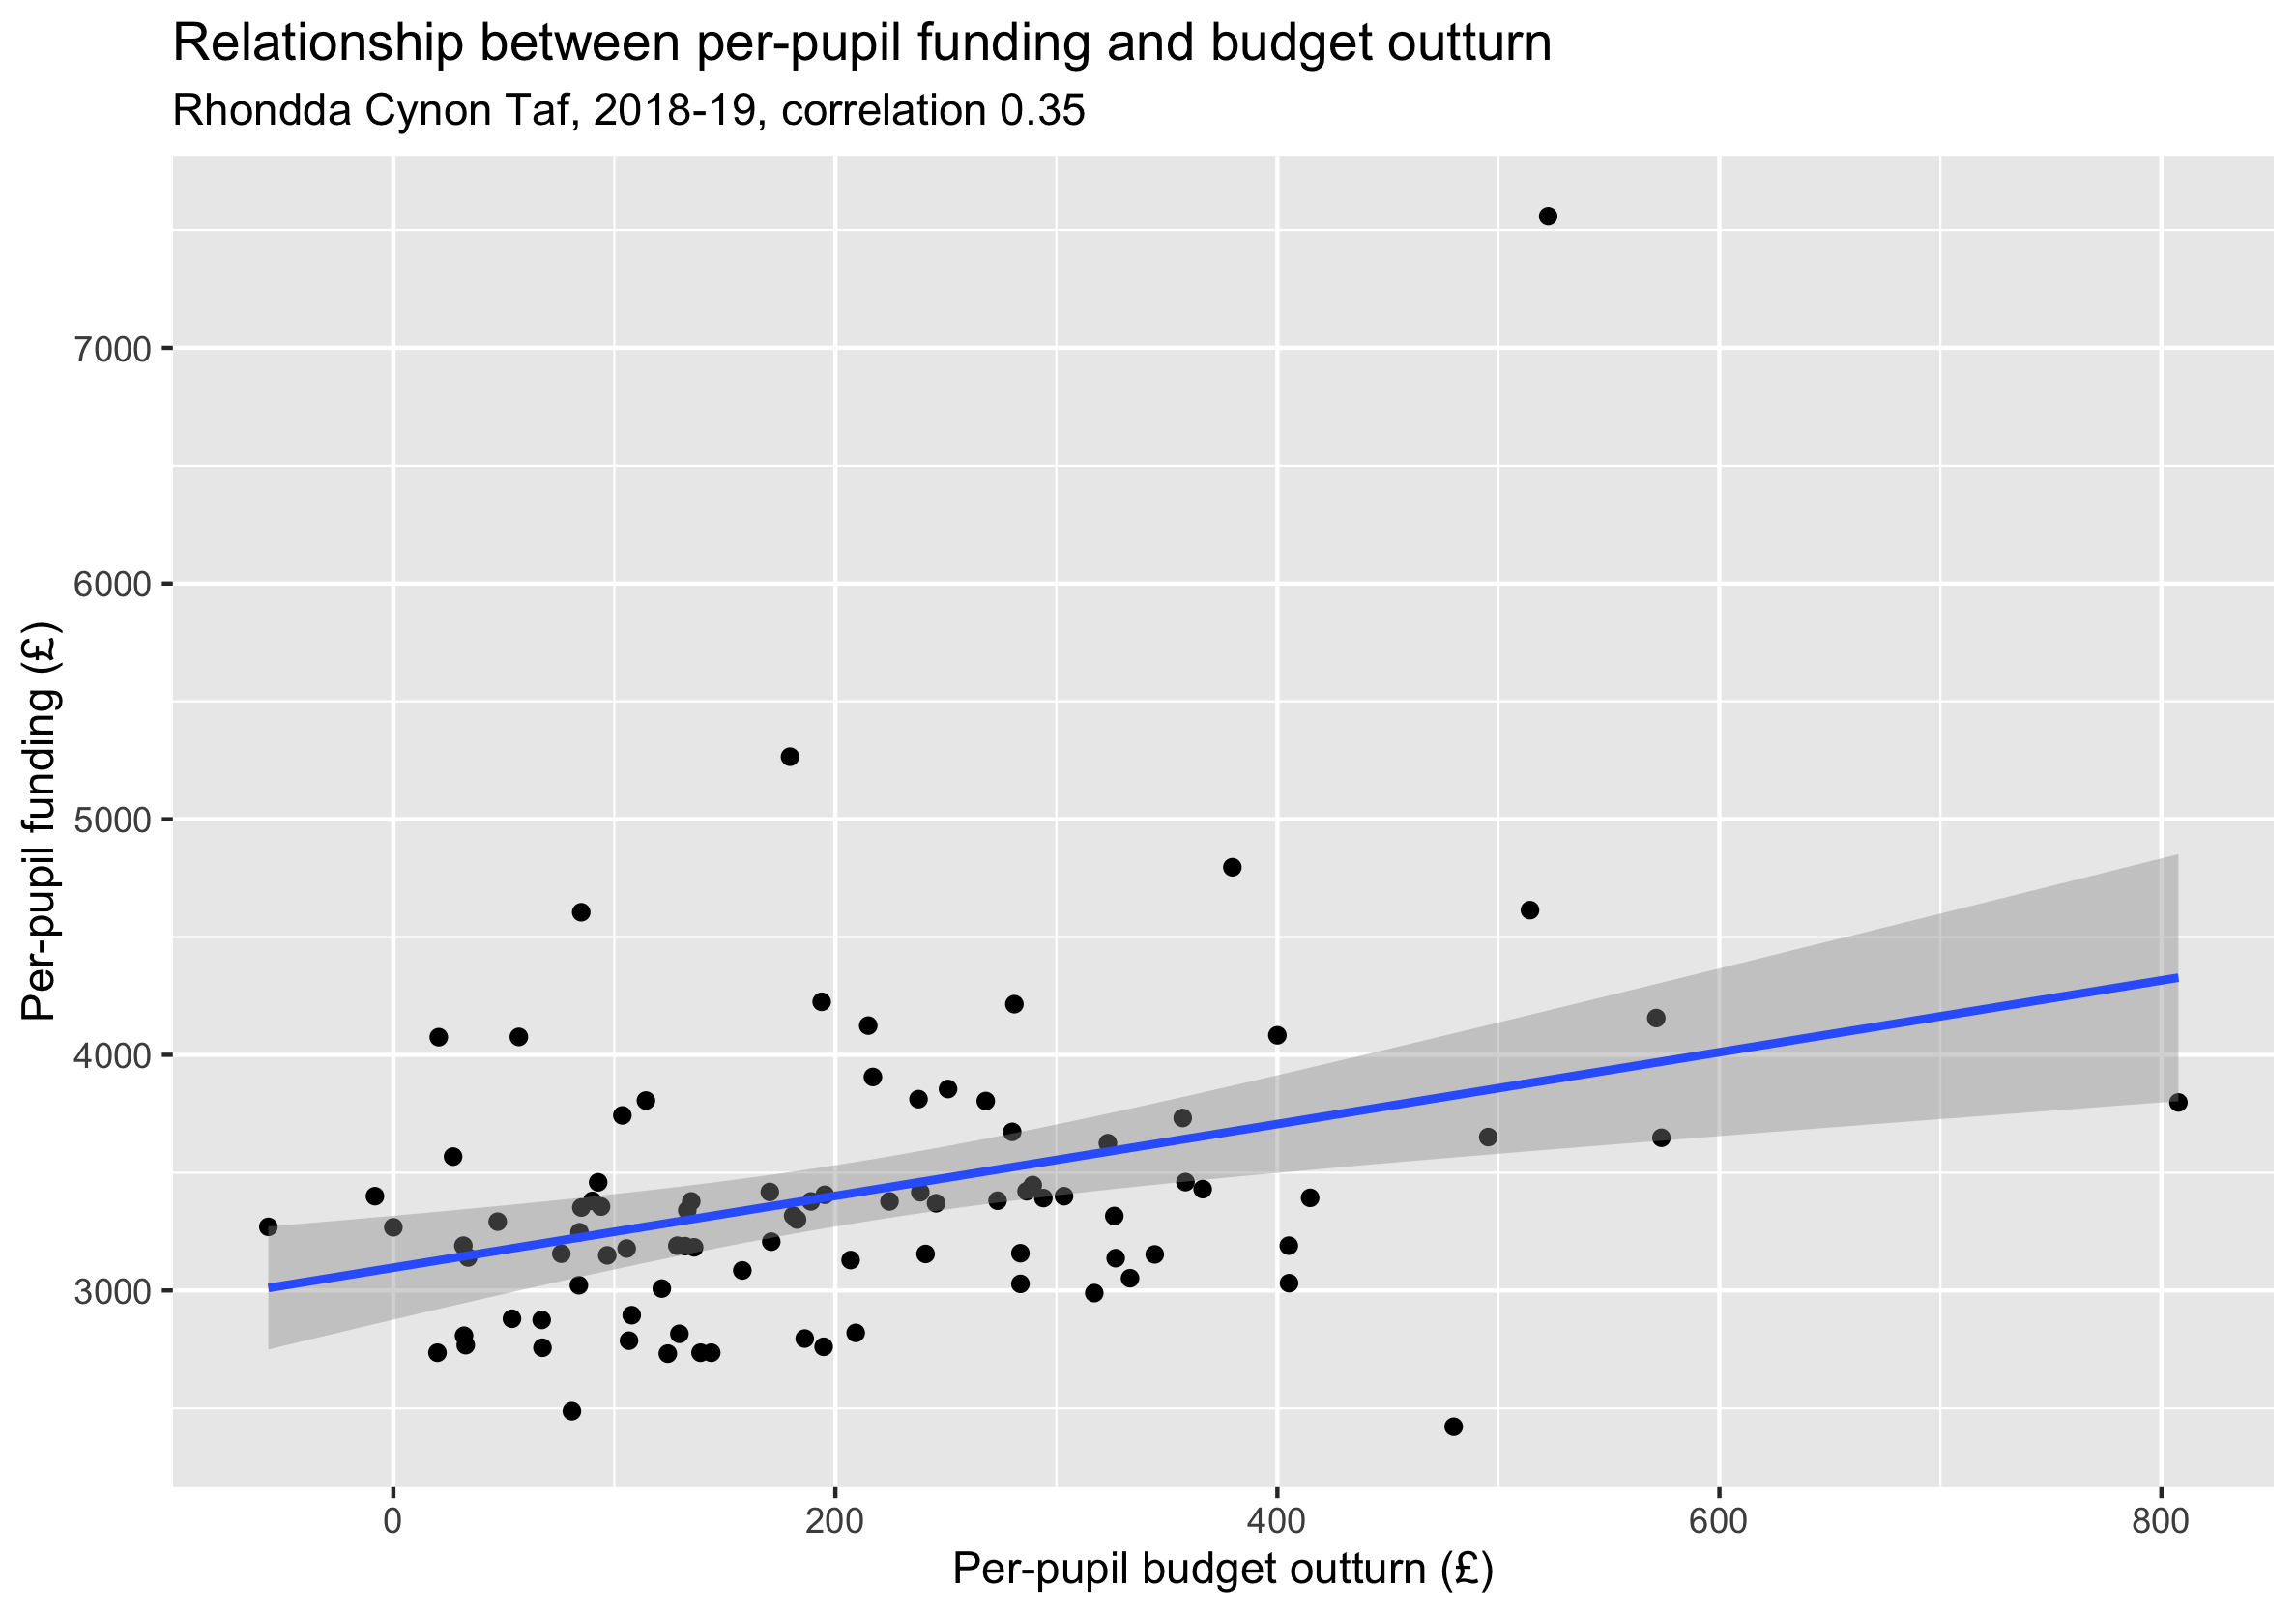 Relationship between per-pupil funding and budget outturn
Rhondda Cynon Taf, 2018-19, correlation 0.35
Per-pupil funding (£)
7000
6000
5000
4000
3000
0
200
400
600
800
Per-pupil budget outturn (£)